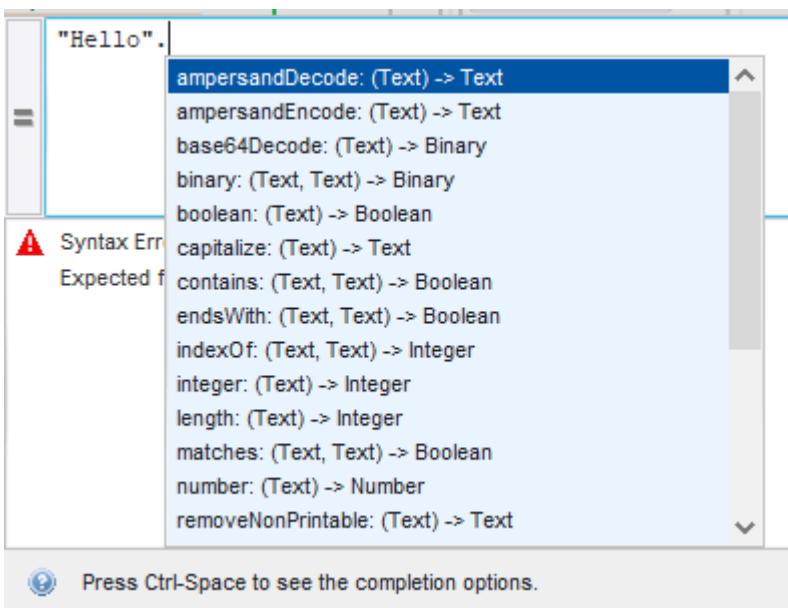 "Hello".
ampersandDecode: (Text) -> Text
ampersandEncode: (Text) -> Text
base64Decode: (Text) -> Binary
binary: (Text, Text) -> Binary
boolean: (Text) -> Boolean
capitalize: (Text) -> Text
contains: (Text, Text) -> Boolean
endsWith: (Text, Text) -> Boolean
indexOf: (Text, Text) -> Integer
integer: (Text) -> Integer
length: (Text) -> Integer
matches: (Text, Text) -> Boolean
number: (Text) -> Number
removeNonPrintable: (Text) -> Text
=
Syntax Err
Expected f
Press Ctrl-Space to see the completion options.